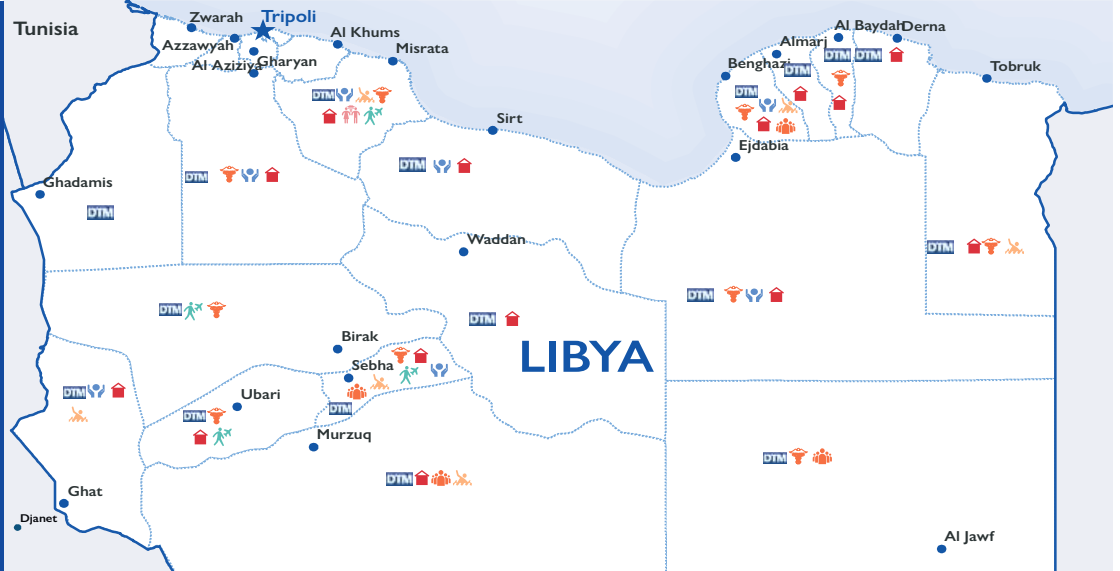 Tunisia
Zwarah
Tripoli
Azzawyah
Al Khums
Misrata
Al Aziziya
Gharyan
DTM
Sirt
DTM
DTM
Ghadamis
DTM
Waddan
DTM
DTM
Birak
Sebha
DTM
Ubari
DTM
DTM
Murzuq
DTM
Ghat
Djanet
LIBYA
Al Baydah
Derna
Almarj
DTM
DTM
DTM
Benghazi
DTM
Tobruk
Ejdabia
DTM
DTM
DTM
Al Jawf